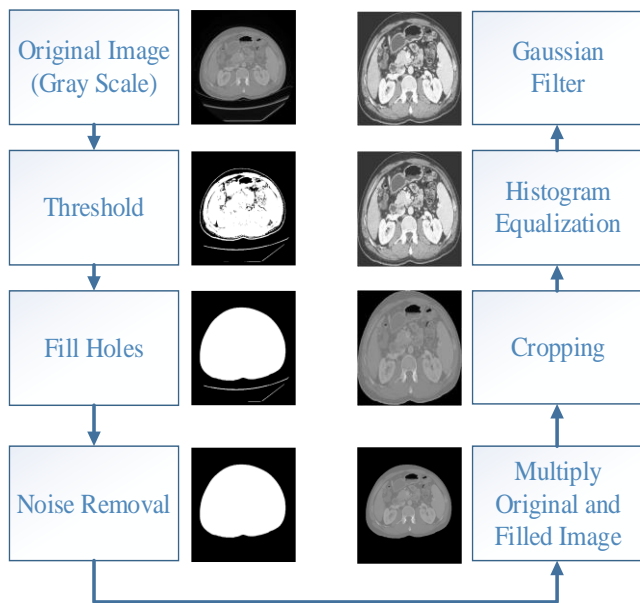 Original Image
(Gray Scale)
Threshold
Fill Holes
Noise Removal
Multiply
Original and
Filled Image
Cropping
Histogram
Equalization
Gaussian
Filter